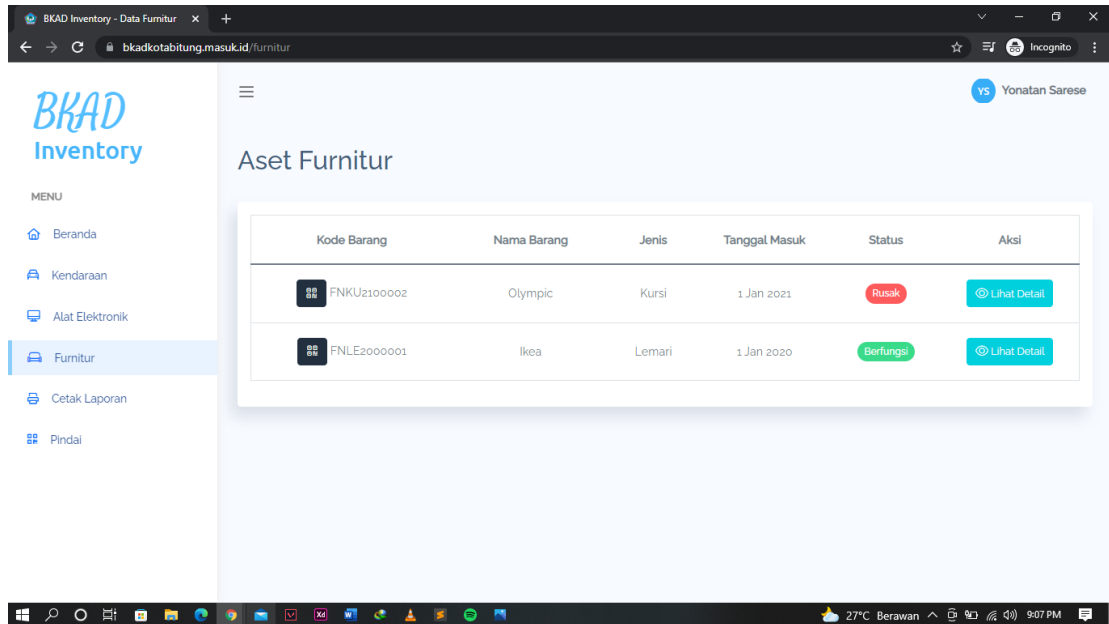 BKAD Inventory - Data Furnitur
bkadkotabitung.masuk.id/furnitur
Incognito
BKAD
Inventory
YS Yonatan Sarese
Aset Furnitur
MENU
Beranda
Kendaraan
Alat Elektronik
Furnitur
Cetak Laporan
Pindai
Kode Barang Nama Barang Jenis Tanggal Masuk Status Aksi
FNKU2100002 Olympic Kursi 1 Jan 2021 Rusak Lihat Detail
FNLE2000001 Ikea Lemari 1 Jan 2020 Berfungsi Lihat Detail
27°C Berawan 9:07 PM